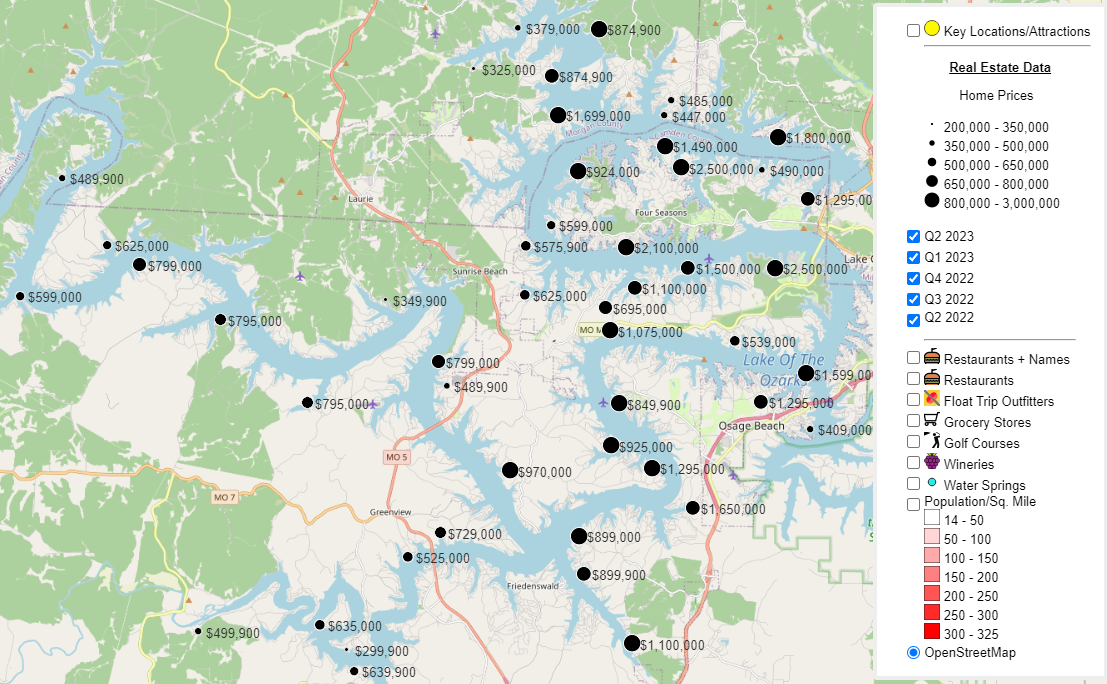 $379,000
$874,900
$325,000
$874,900
$485,000
$1,699,000
$447,000
Morgan County
Camden County
$1,800,000
$1,490,000
$924,000
$2,500,000
$490,000
$489,900
Laurie
$1,295,00
Four Seasons
$599,000
$625,000
$575,900
$2,100,000
Lake O
$799,000
Sunrise Beach
$1,500,000
$2,500,000
$1,100,000
$599,000
$349,900
$625,000
$695,000
$795,000
MO M
$1,075,000
$539,000
Lake Of The
Ozark
$799,000
$1,599,00
$489,900
$795,000
$849,900
$1,295,000
Osage Beach
$409,000
$925,000
MO 5
$970,000
$1,295,000
MO 7
$1,650,000
Greenview
$729,000
$899,000
$525,000
$899,900
Friedenswald
$635,000
$499,900
$1,100,000
$299,900
$639,900
Key Locations/Attractions
Real Estate Data
Home Prices
200,000 - 350,000
350,000 - 500,000
500,000 - 650,000
650,000 - 800,000
800,000 - 3,000,000
Q2 2023
Q1 2023
Q4 2022
Q3 2022
Q2 2022
Restaurants + Names
Restaurants
Float Trip Outfitters
Grocery Stores
Golf Courses
Wineries
Water Springs
Population/Sq. Mile
14 - 50
50 - 100
100 - 150
150 - 200
200 - 250
250 - 300
300 - 325
OpenStreetMap